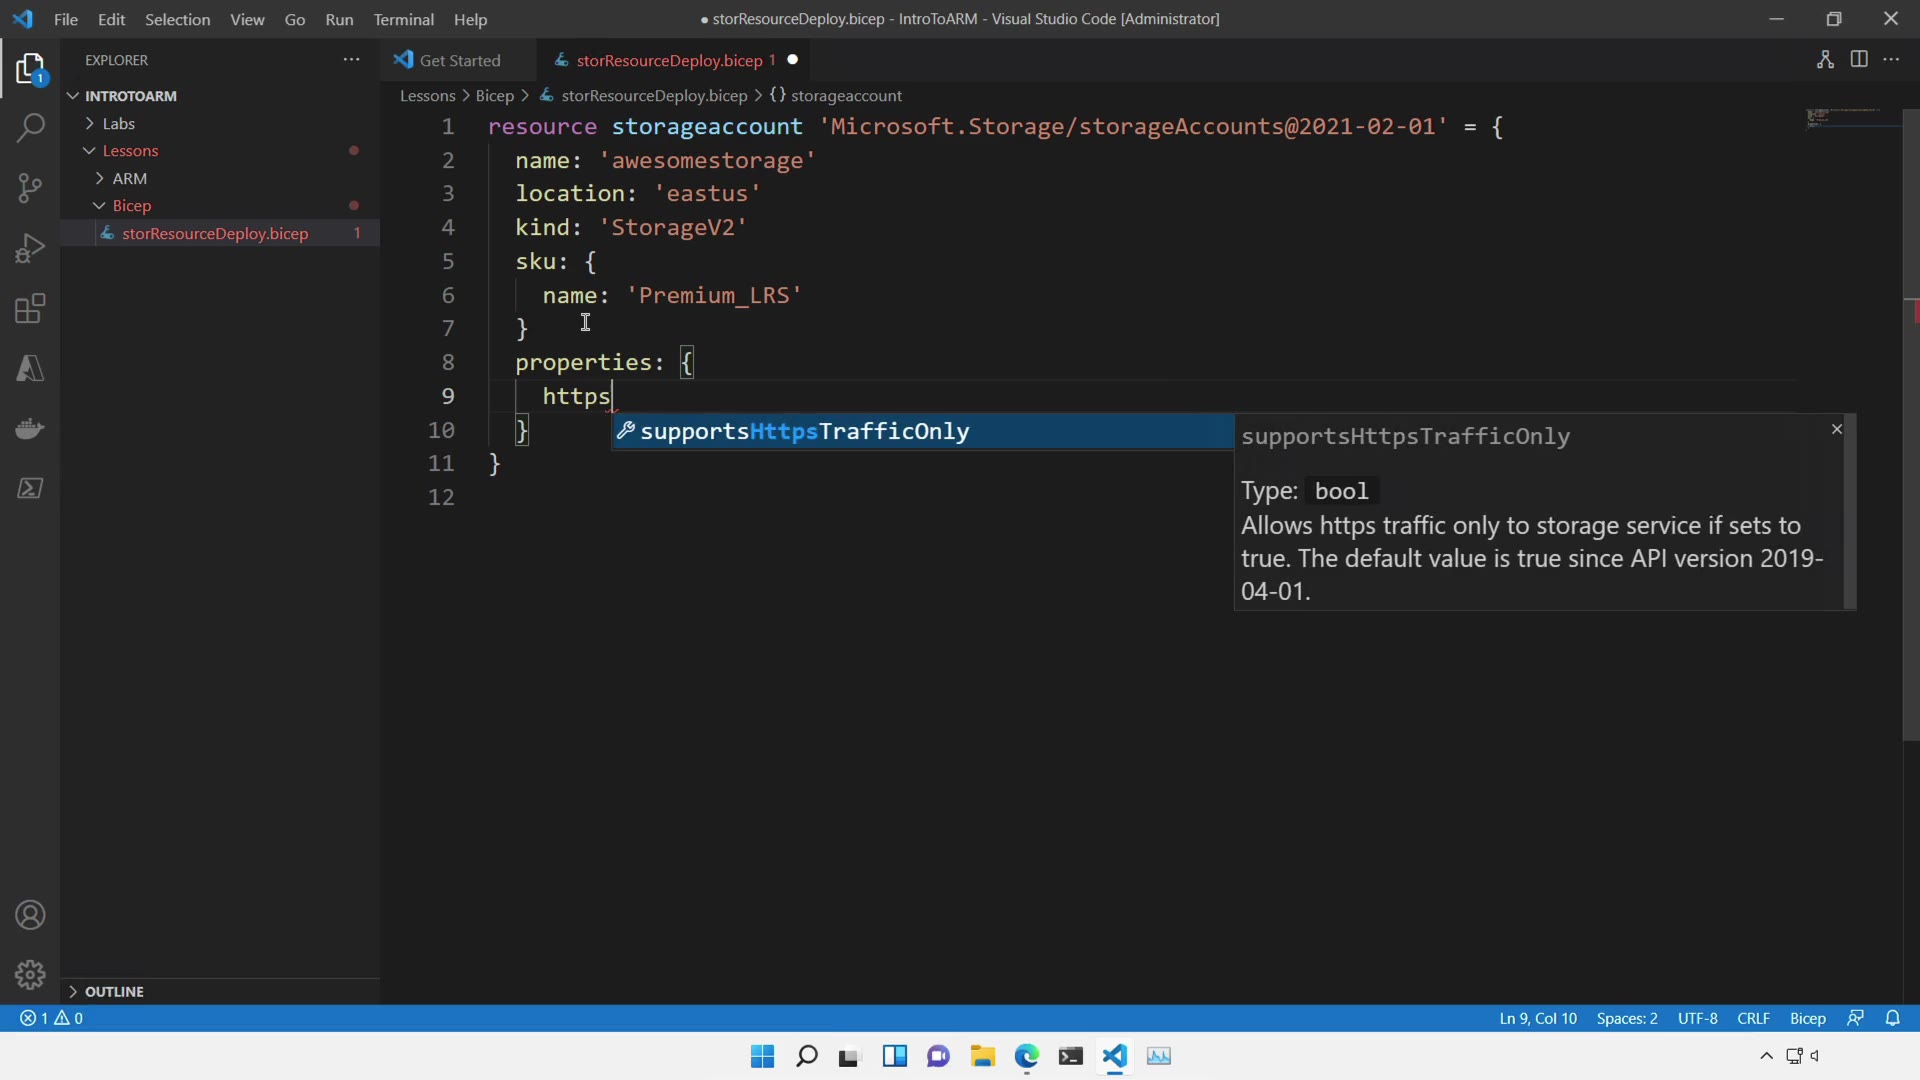 File Edit Selection View Go Run Terminal Help
● storResourceDeploy.bicep - IntroToARM - Visual Studio Code [Administrator]
EXPLORER
Get Started
storResourceDeploy.bicep 1
1
INTROTOARM
Labs
Lessons
ARM
Bicep
storResourceDeploy.bicep 1
Lessons > Bicep > storResourceDeploy.bicep > {} storageaccount
1 resource storageaccount 'Microsoft.Storage/storageAccounts@2021-02-01' = {
2 name: 'awesomestorage'
3 location: 'eastus'
4 kind: 'StorageV2'
5 sku: {
6 name: 'Premium_LRS'
7 }
8 properties: {
9 https
10 }
11 }
12
supportsHttpsTrafficOnly
supportsHttpsTrafficOnly
Type: bool
Allows https traffic only to storage service if sets to
true. The default value is true since API version 2019-
04-01.
OUTLINE
1 0
Ln 9, Col 10 Spaces: 2 UTF-8 CRLF Bicep